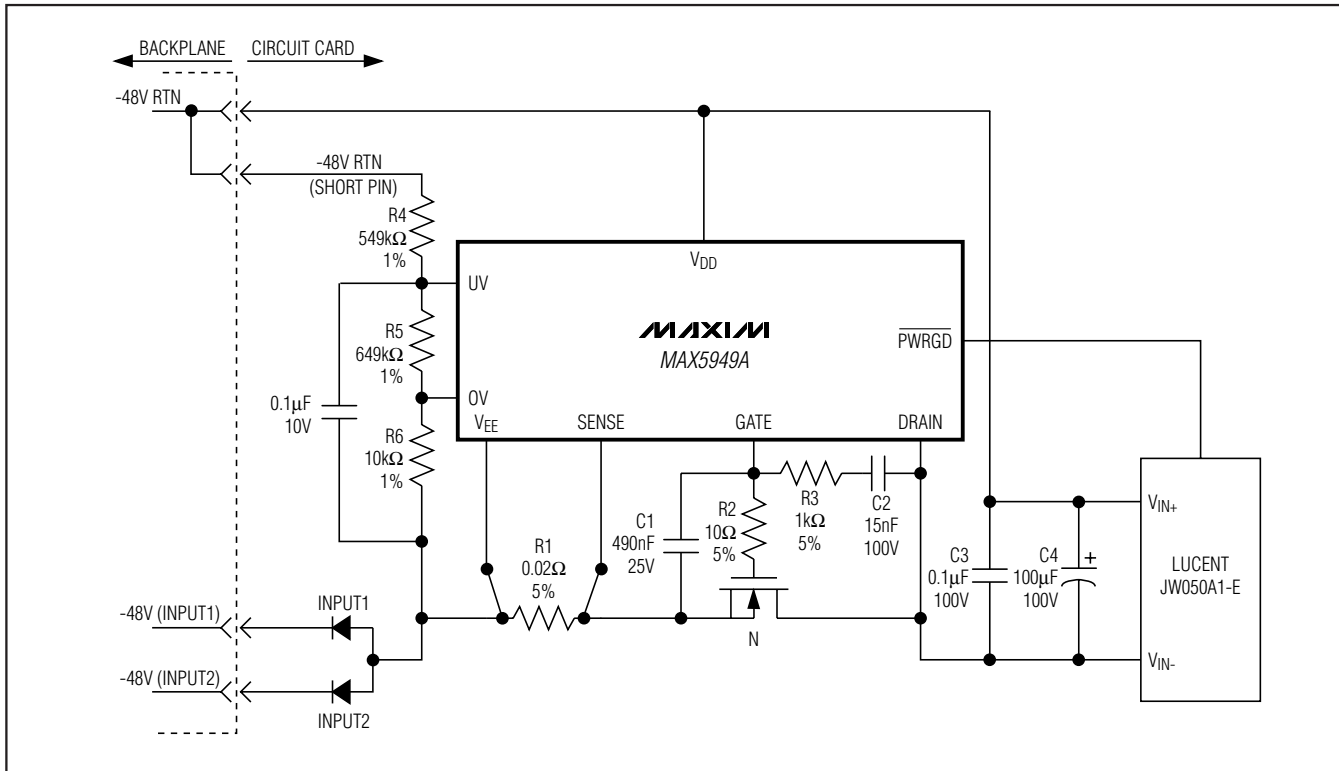 BACKPLANE CIRCUIT CARD
-48V RTN
-48V RTN
(SHORT PIN)
R4
549kΩ
1%
UV
R5
649kΩ
1%
OV
R6
10kΩ
1%
0.1μF
10V
VDD
MAXIM
MAX5949A
PWRGD
VEE
SENSE
GATE
DRAIN
R1
0.02Ω
5%
C1
490nF
25V
R2
10Ω
5%
R3
1kΩ
5%
C2
15nF
100V
N
C3
0.1μF
100V
C4
100μF
100V
+
VIN+
LUCENT
JW050A1-E
VIN-
-48V (INPUT1)
INPUT1
-48V (INPUT2)
INPUT2